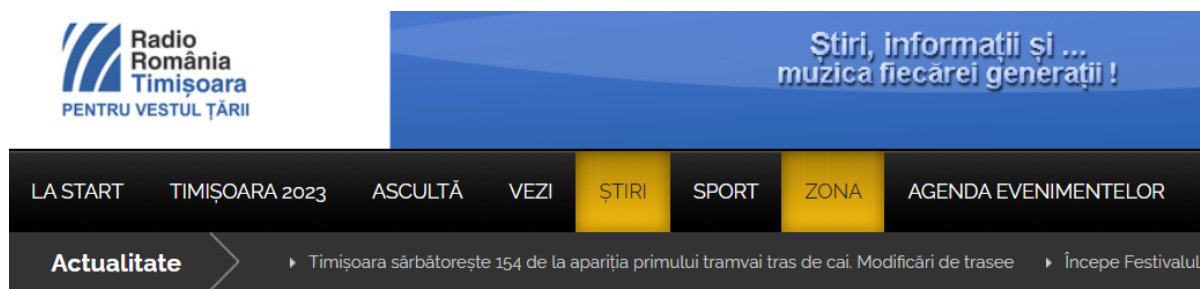 Radio
România
Timișoara
PENTRU VESTUL ȚĂRII
Știri, informații și ...
muzica fiecărei generații !
LA START TIMIȘOARA 2023 ASCULTĂ VEZI ȘTIRI SPORT ZONA AGENDA EVENIMENTELOR
Actualitate Timișoara sărbătorește 154 de la apariția primului tramvai tras de cai. Modificări de trasee Începe Festivalul